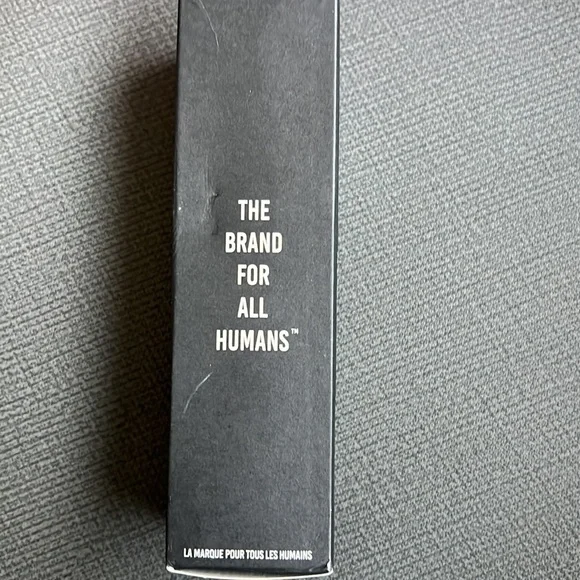 THE
BRAND
FOR
ALL
HUMANS™
LA MARQUE POUR TOUS LES HUMAINS